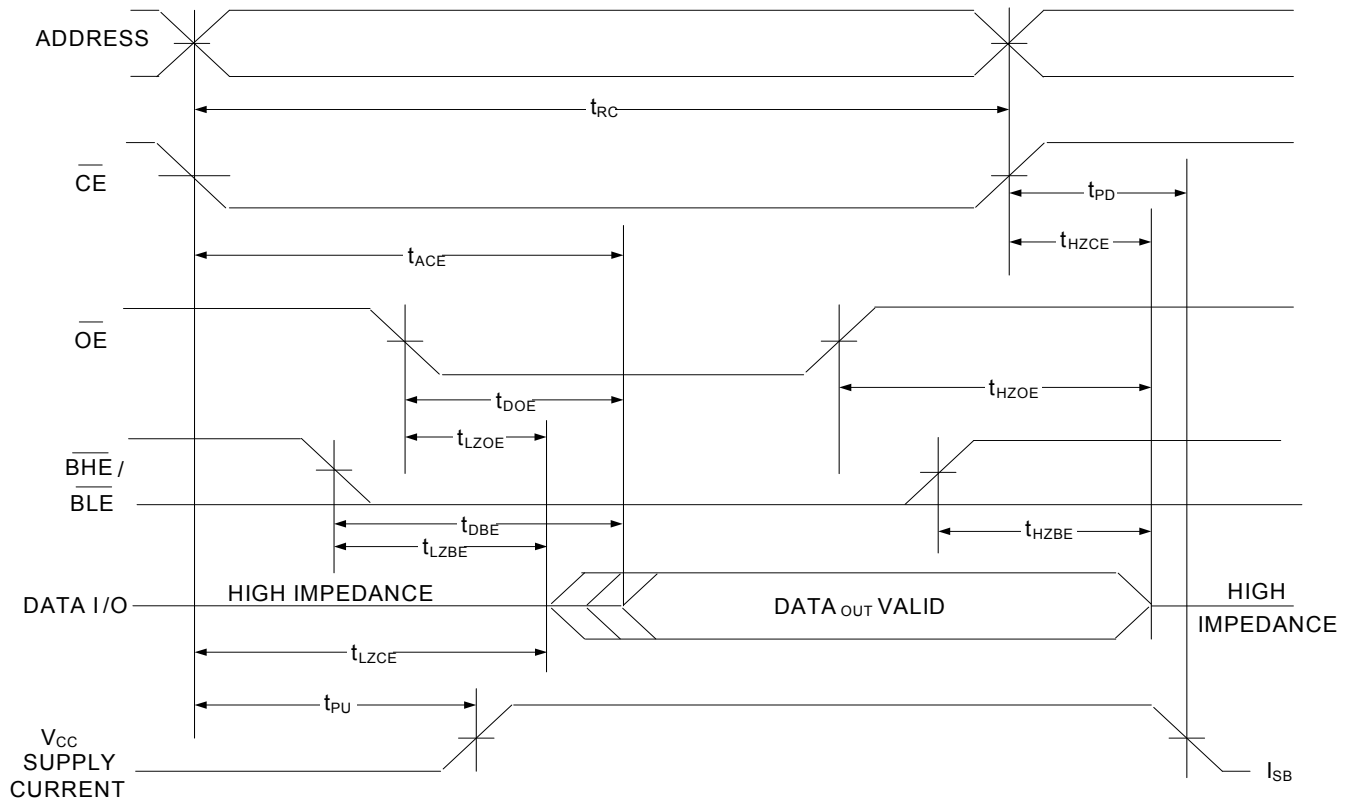 ADDRESS
tRC
CE
tPD
tHZCE
tACE
OE
tDOE
tHZOE
tLZOE
BHE /
BLE
tDBE
tHZBE
tLZBE
DATA I/O
HIGH IMPEDANCE
DATA OUT VALID
HIGH
IMPEDANCE
tLZCE
tPU
VCC
SUPPLY
CURRENT
ISB